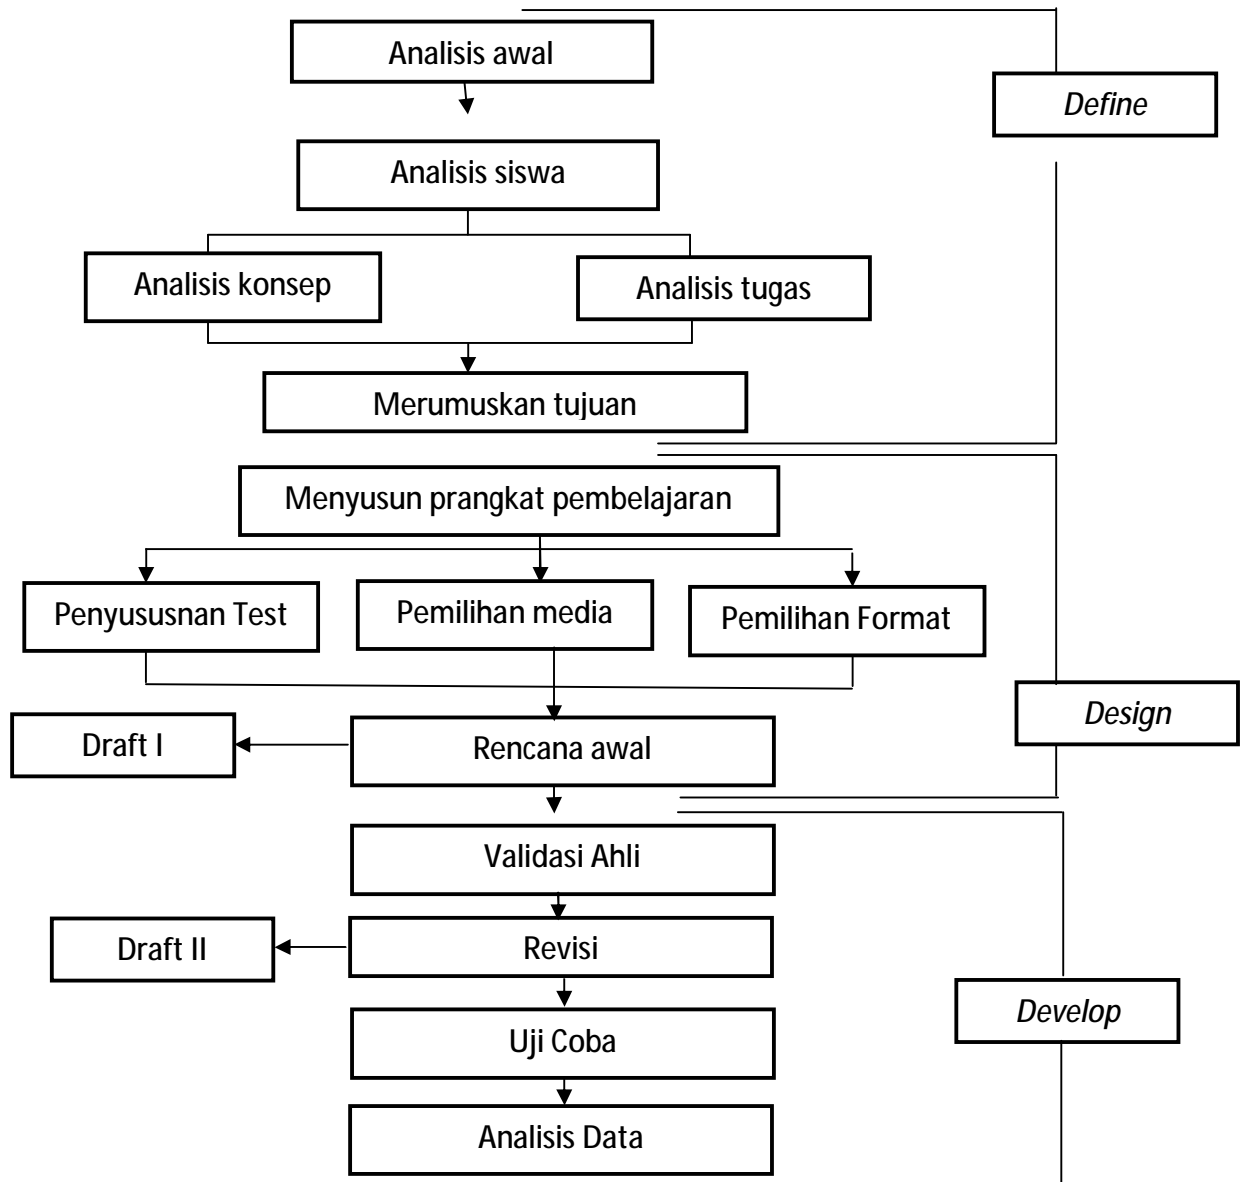 Analisis awal
Define
Analisis siswa
Analisis konsep
Analisis tugas
Merumuskan tujuan
Menyusun prangkat pembelajaran
Penyususnan Test
Pemilihan media
Pemilihan Format
Design
Draft I
Rencana awal
Validasi Ahli
Draft II
Revisi
Develop
Uji Coba
Analisis Data